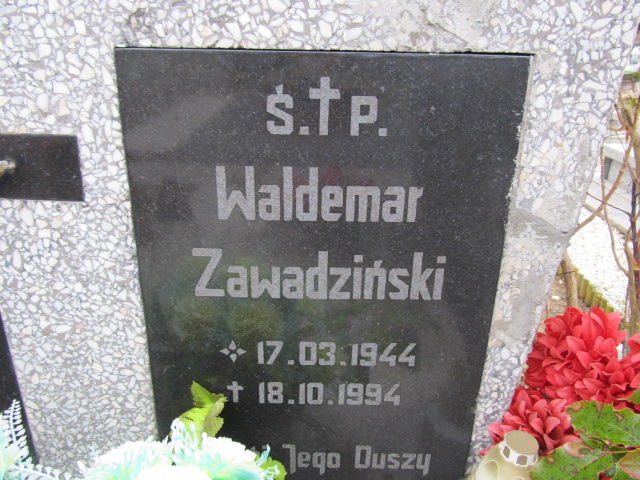 Ś.†P.
Waldemar
Zawadziński
17.03.1944
† 18.10.1994
Jego Duszy